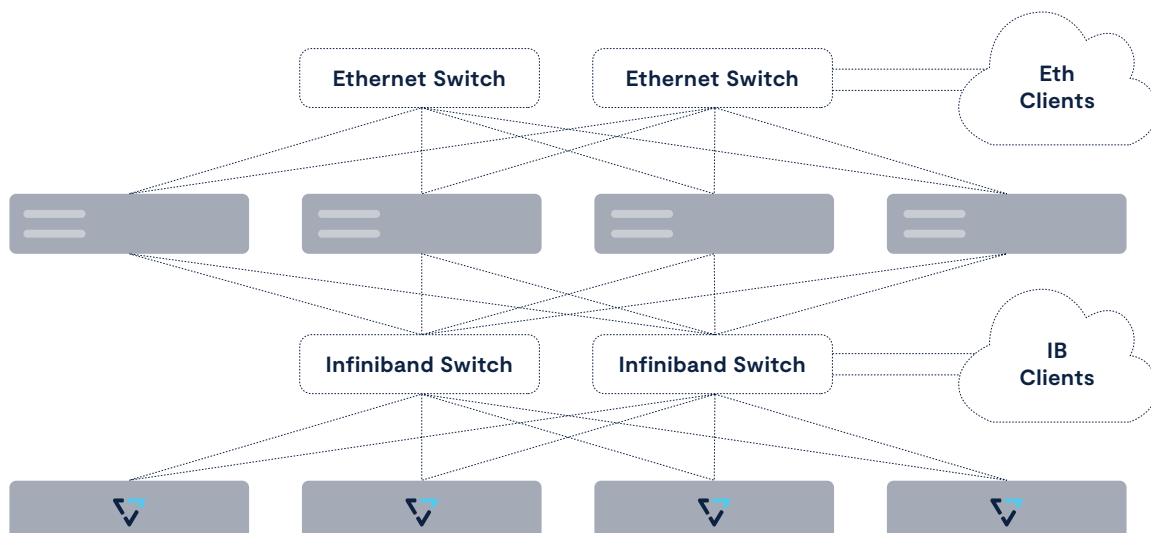 Ethernet Switch
Ethernet Switch
Eth
Clients
Infiniband Switch
Infiniband Switch
IB
Clients